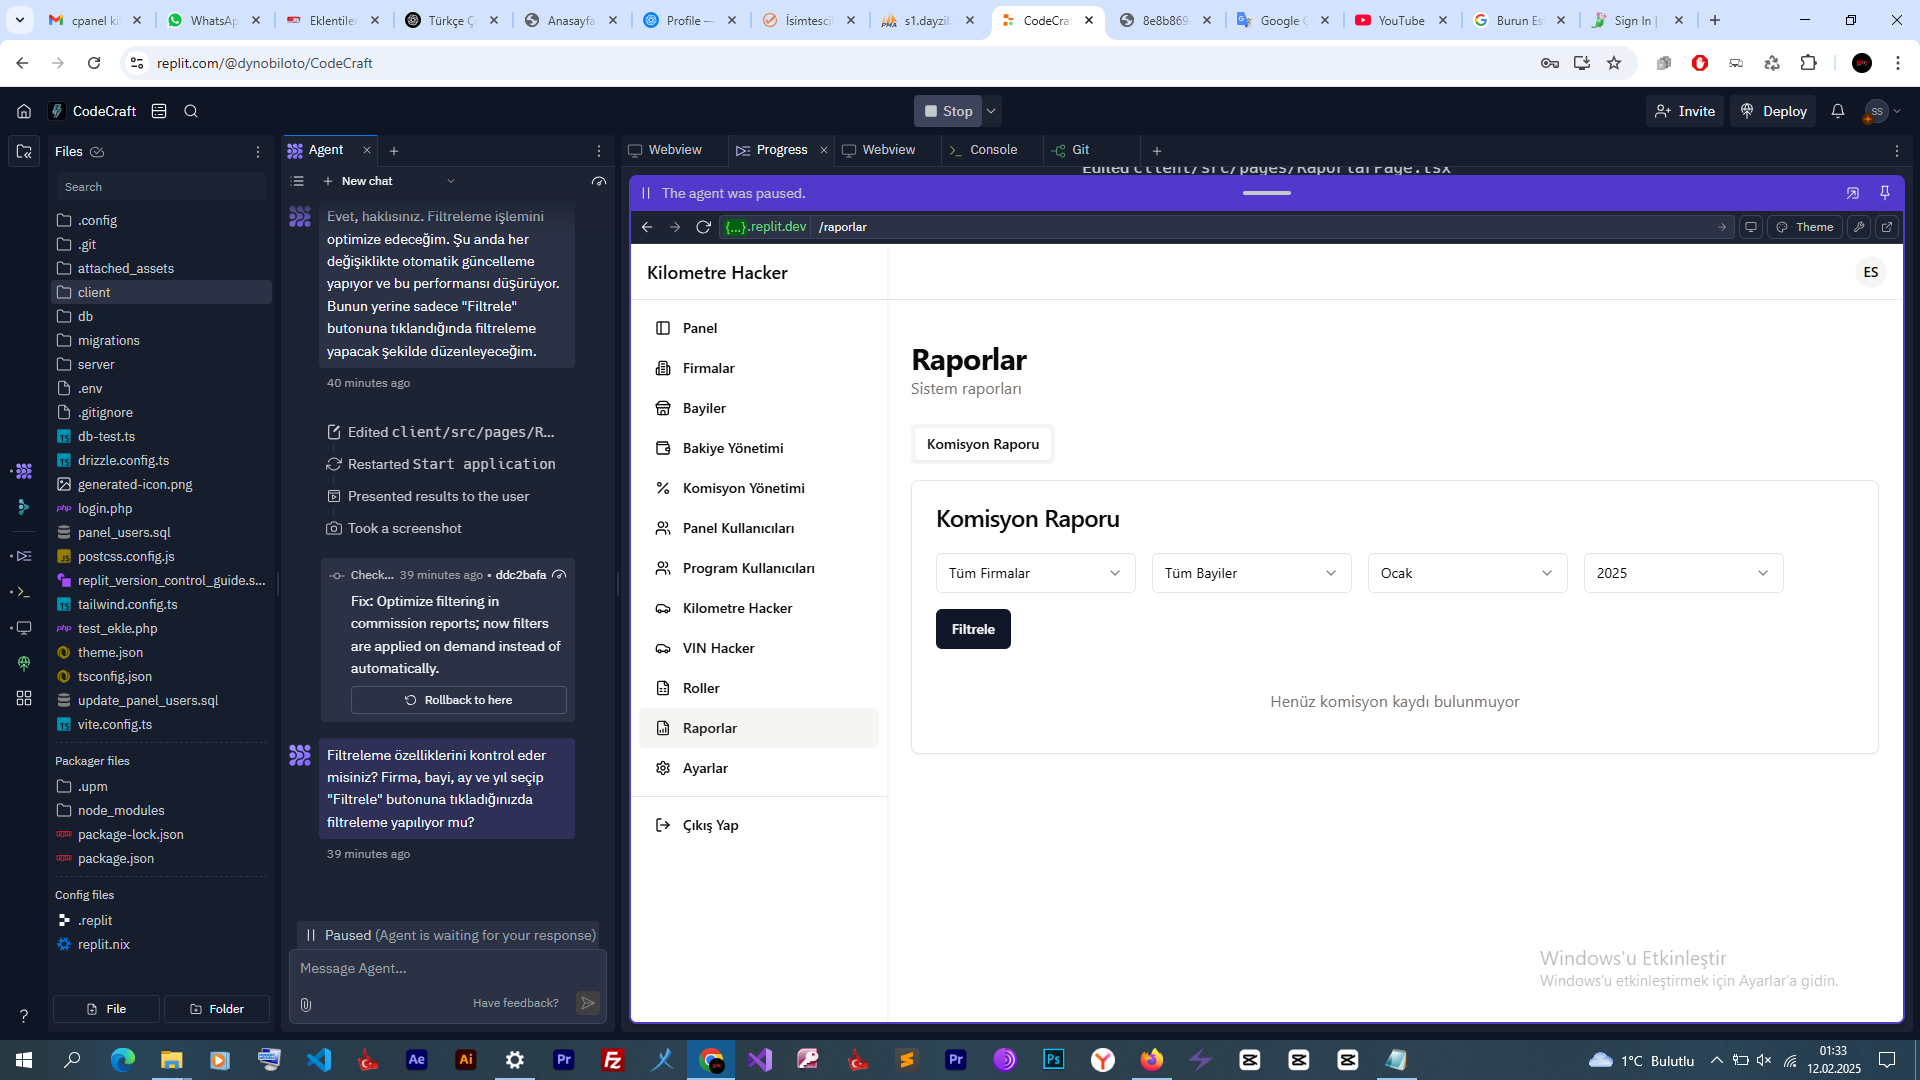 cpanel ki
WhatsAp
Eklentiler
Türkçe Ç
Anasayfa
Profile —
İsimtescil
s1.dayzil
CodeCra
8e8b869
Google Ç
YouTube
Burun Es
Sign In |
replit.com/@dynobiloto/CodeCraft
CodeCraft
Stop
Invite
Deploy
SS
Files
Search
.config
.git
attached_assets
client
db
migrations
server
.env
.gitignore
db-test.ts
drizzle.config.ts
generated-icon.png
login.php
panel_users.sql
postcss.config.js
replit_version_control_guide.s...
tailwind.config.ts
test_ekle.php
theme.json
tsconfig.json
update_panel_users.sql
vite.config.ts
Packager files
.upm
node_modules
package-lock.json
package.json
Config files
.replit
replit.nix
File
Folder
Agent
New chat
Evet, haklısınız. Filtreleme işlemini
optimize edeceğim. Şu anda her
değişiklikte otomatik güncelleme
yapıyor ve bu performansı düşürüyor.
Bunun yerine sadece "Filtrele"
butonuna tıklandığında filtreleme
yapacak şekilde düzenleyeceğim.
40 minutes ago
Edited client/src/pages/R...
Restarted Start application
Presented results to the user
Took a screenshot
Check... 39 minutes ago • ddc2bafa
Fix: Optimize filtering in
commission reports; now filters
are applied on demand instead of
automatically.
Rollback to here
Filtreleme özelliklerini kontrol eder
misiniz? Firma, bayi, ay ve yıl seçip
"Filtrele" butonuna tıkladığınızda
filtreleme yapılıyor mu?
39 minutes ago
Paused (Agent is waiting for your response)
Message Agent...
Have feedback?
Webview
Progress
Webview
Console
Git
Edited client/src/pages/RaporlarPage.tsx
The agent was paused.
{...}.replit.dev /raporlar
Theme
Kilometre Hacker
ES
Panel
Firmalar
Bayiler
Bakiye Yönetimi
Komisyon Yönetimi
Panel Kullanıcıları
Program Kullanıcıları
Kilometre Hacker
VIN Hacker
Roller
Raporlar
Ayarlar
Çıkış Yap
Raporlar
Sistem raporları
Komisyon Raporu
Komisyon Raporu
Tüm Firmalar
Tüm Bayiler
Ocak
2025
Filtrele
Henüz komisyon kaydı bulunmuyor
Windows'u Etkinleştir
Windows'u etkinleştirmek için Ayarlar'a gidin.
1°C Bulutlu
01:33
12.02.2025